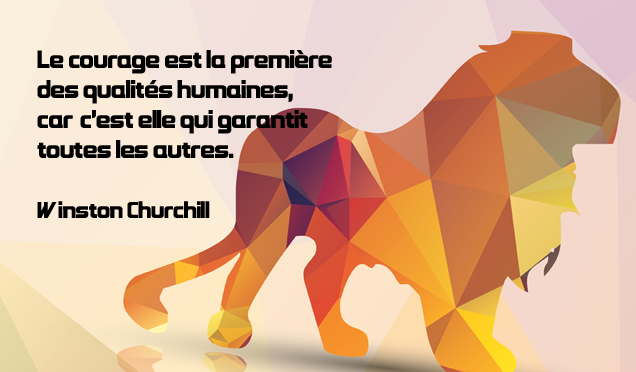 Le courage est la première
des qualités humaines,
car c'est elle qui garantit
toutes les autres.
Winston Churchill